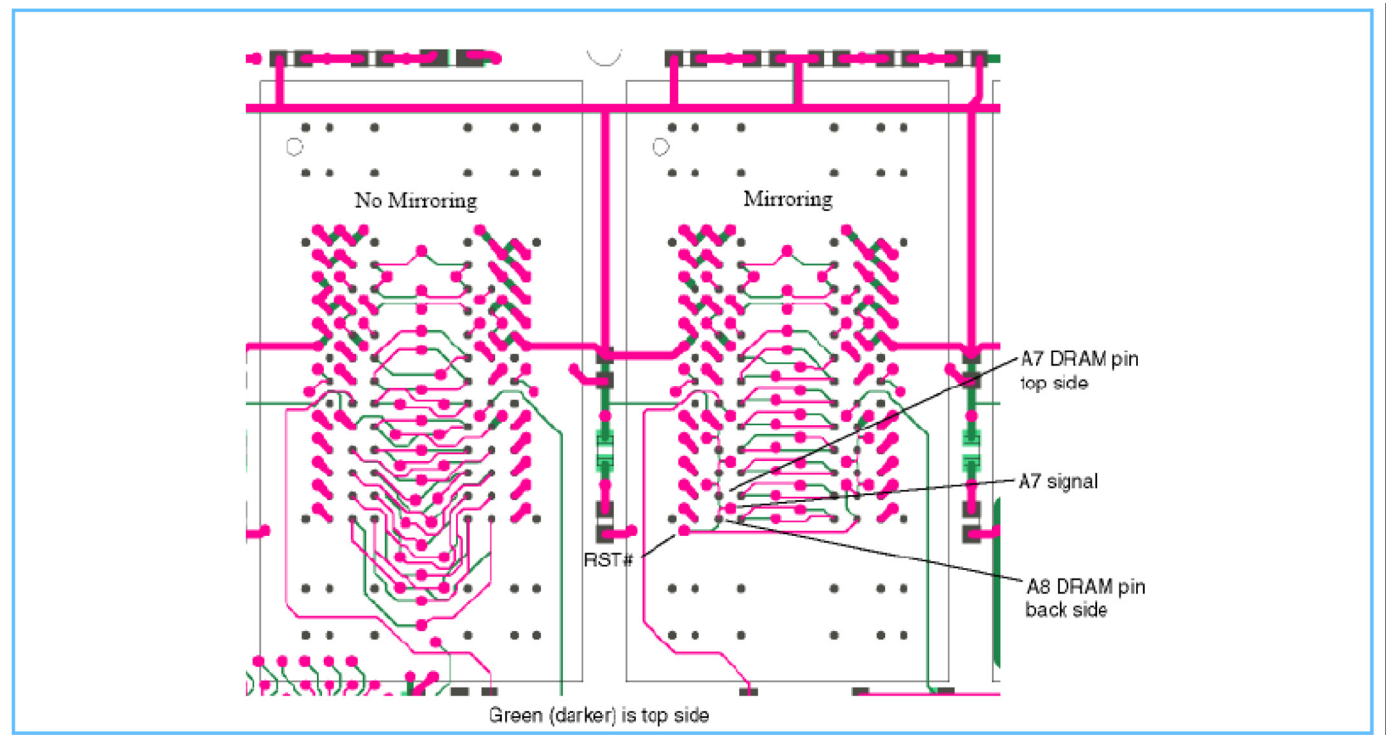 No Mirroring
Mirroring
A7 DRAM pin
top side
A7 signal
RST#
A8 DRAM pin
back side
Green (darker) is top side